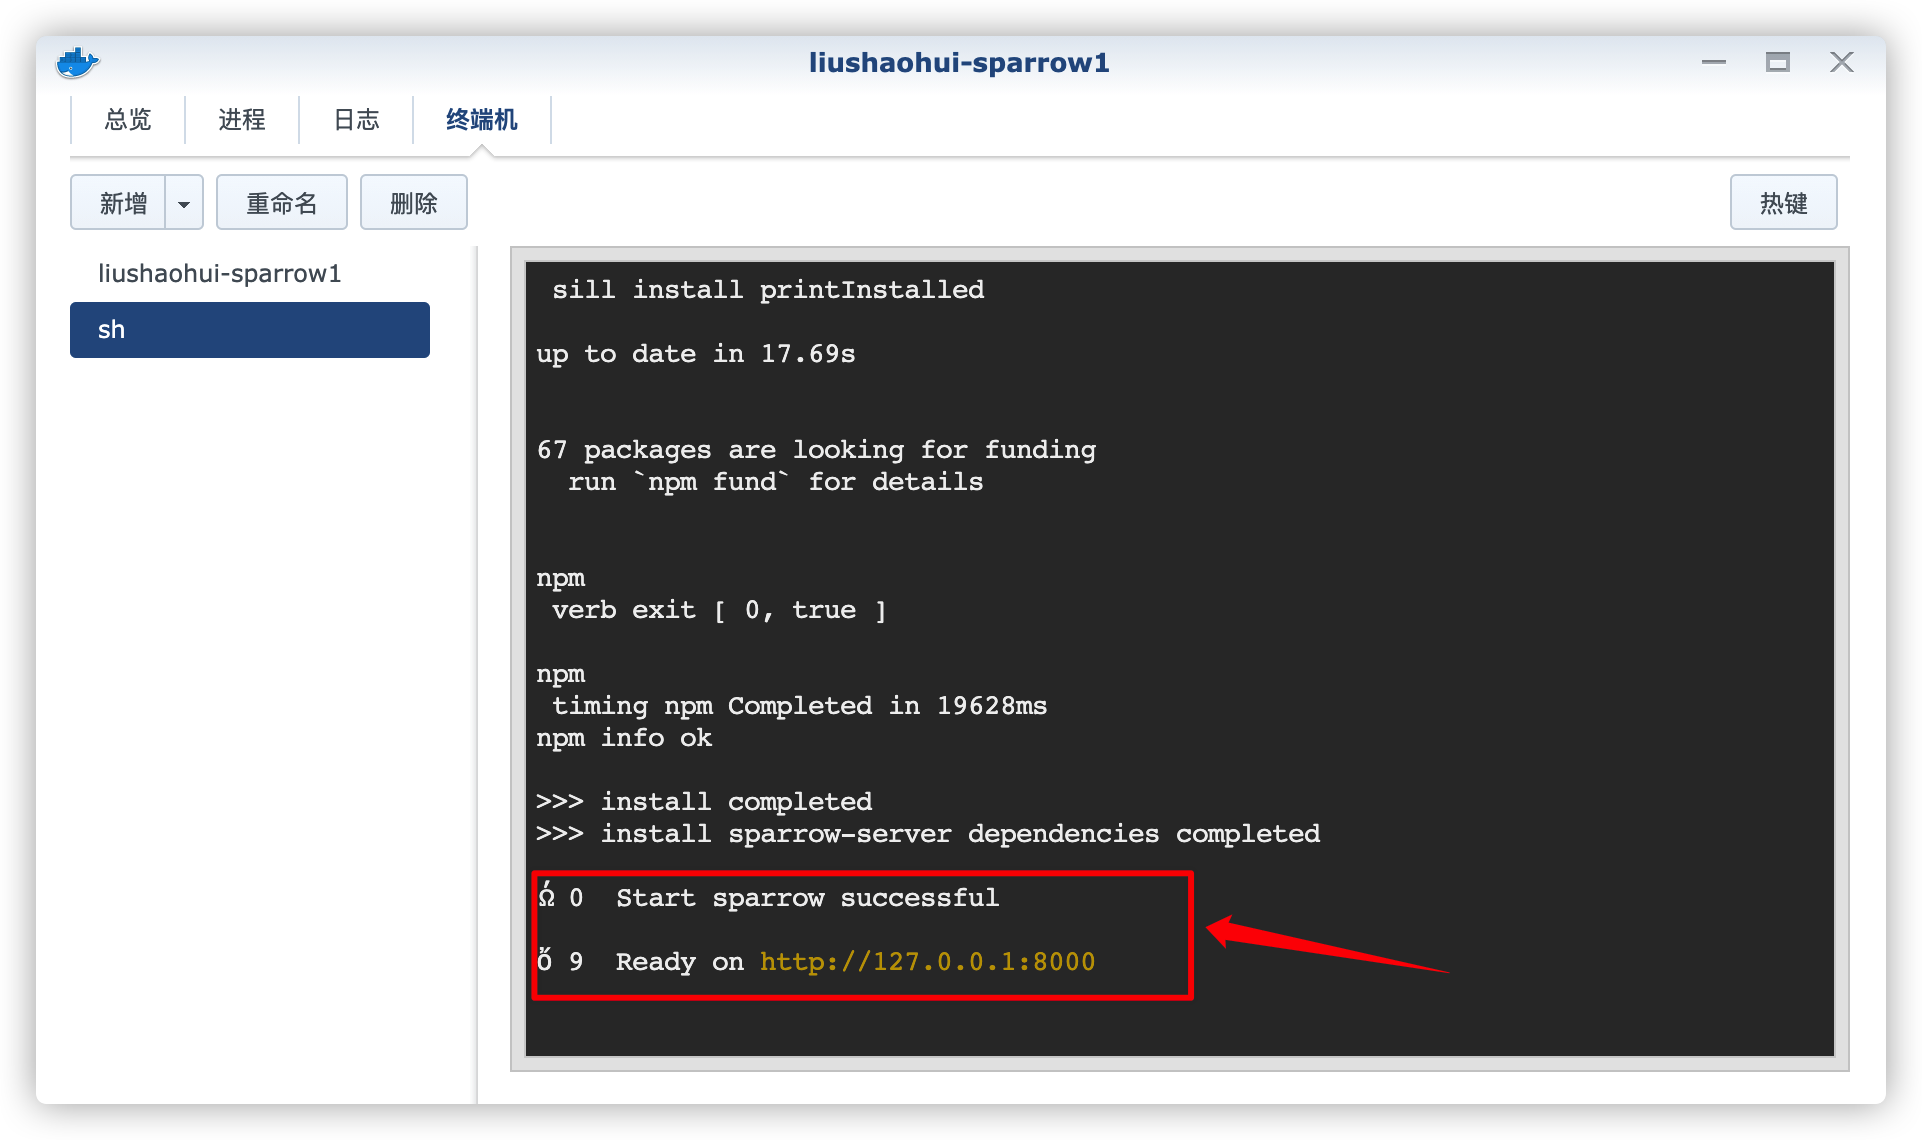 liushaohui-sparrow1
总览 进程 日志 终端机
新增 重命名 删除 热键
liushaohui-sparrow1
sh
sill install printInstalled
up to date in 17.69s
67 packages are looking for funding
run `npm fund` for details
npm
verb exit [ 0, true ]
npm
timing npm Completed in 19628ms
npm info ok
>>> install completed
>>> install sparrow-server dependencies completed
Ώ 0 Start sparrow successful
ὅ 9 Ready on http://127.0.0.1:8000